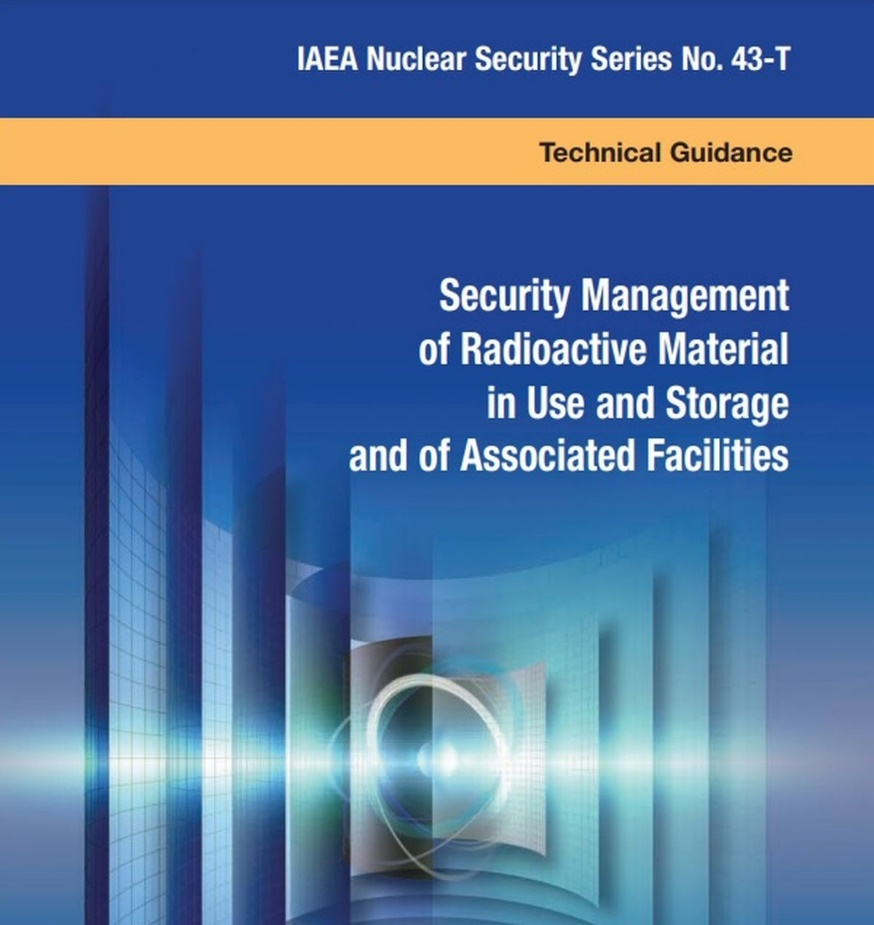 IAEA Nuclear Security Series No. 43-T
Technical Guidance
Security Management
of Radioactive Material
in Use and Storage
and of Associated Facilities